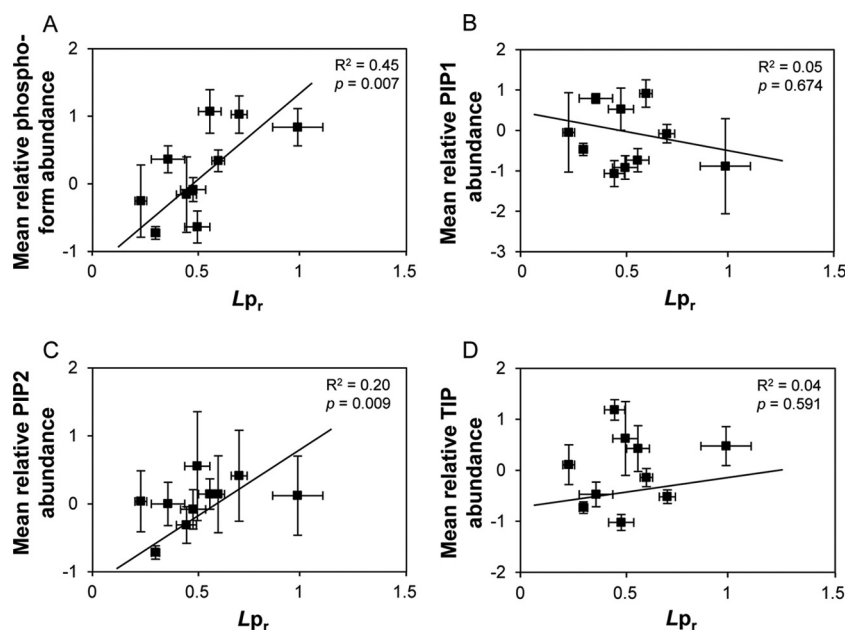 A
Mean relative phospho-
form abundance
2
1
0
-1
R² = 0.45
p = 0.007
0 0.5 1 1.5
Lpr
B
Mean relative PIP1
abundance
2
1
0
-1
-2
-3
R² = 0.05
p = 0.674
0 0.5 1 1.5
Lpr
C
Mean relative PIP2
abundance
2
1
0
-1
R² = 0.20
p = 0.009
0 0.5 1 1.5
Lpr
D
Mean relative TIP
abundance
2
1
0
-1
-2
R² = 0.04
p = 0.591
0 0.5 1 1.5
Lpr